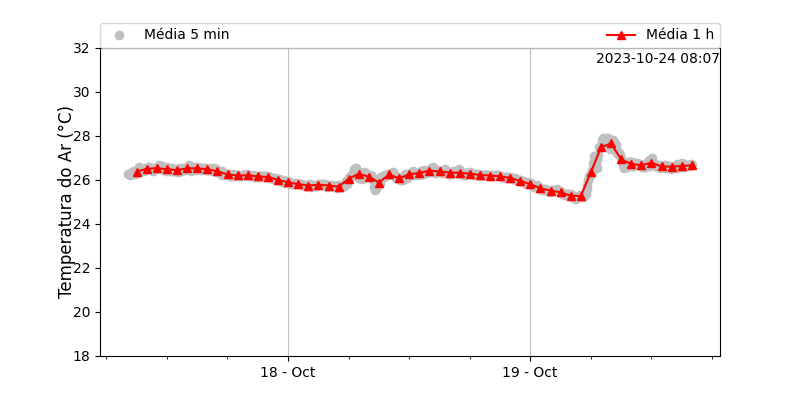 Média 5 min
Média 1 h
2023-10-24 08:07
Temperatura do Ar (°C)
32
30
28
26
24
22
20
18
18 - Oct
19 - Oct